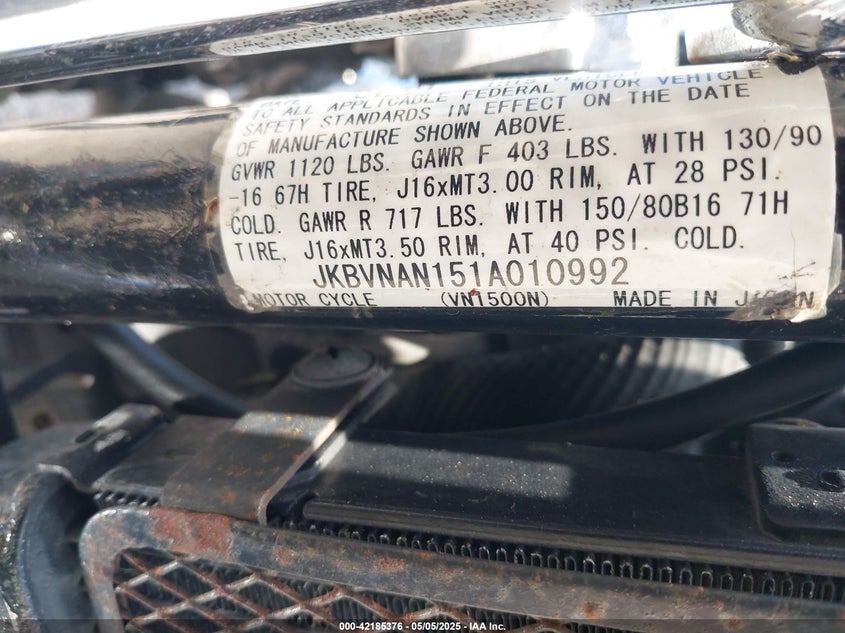 TO ALL APPLICABLE FEDERAL MOTOR VEHICLE
SAFETY STANDARDS IN EFFECT ON THE DATE
OF MANUFACTURE SHOWN ABOVE.
GVWR 1120 LBS. GAWR F 403 LBS. WITH 130/90
-16 67H TIRE, J16xMT3.00 RIM, AT 28 PSI.
COLD. GAWR R 717 LBS. WITH 150/80B16 71H
TIRE, J16xMT3.50 RIM, AT 40 PSI. COLD.
JKBVNAN151A010992
MOTOR CYCLE (VN1500N) MADE IN
000-42185376 - 05/05/2025 - IAA Inc.